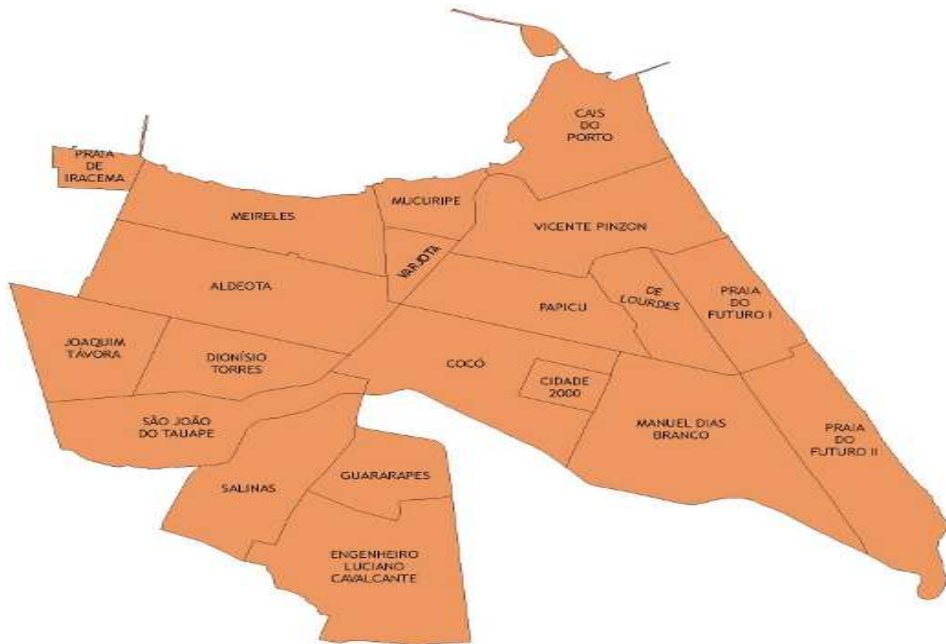 CAIS
DO
PORTO
PRAIA
DE
IRACEMA
MUCURIPE
MEIRELES
VICENTE PINZON
VARJOTA
ALDEOTA
DE
LOURDES
PRAIA
DO
FUTURO I
PAPICU
JOAQUIM
TÁVORA
DIONÍSIO
TORRES
COCÓ
CIDADE
2000
SÃO JOÃO
DO TAUAPE
MANUEL DIAS
BRANCO
PRAIA
DO
FUTURO II
SALINAS
GUARARAPES
ENGENHEIRO
LUCIANO
CAVALCANTE